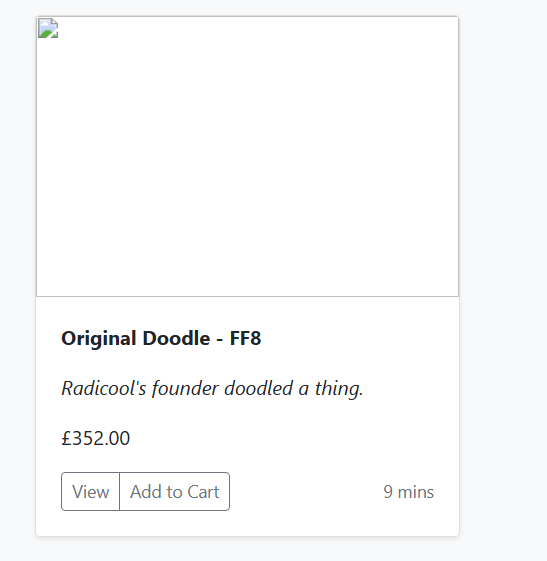 Original Doodle - FF8
Radicool's founder doodled a thing.
£352.00
View Add to Cart 9 mins